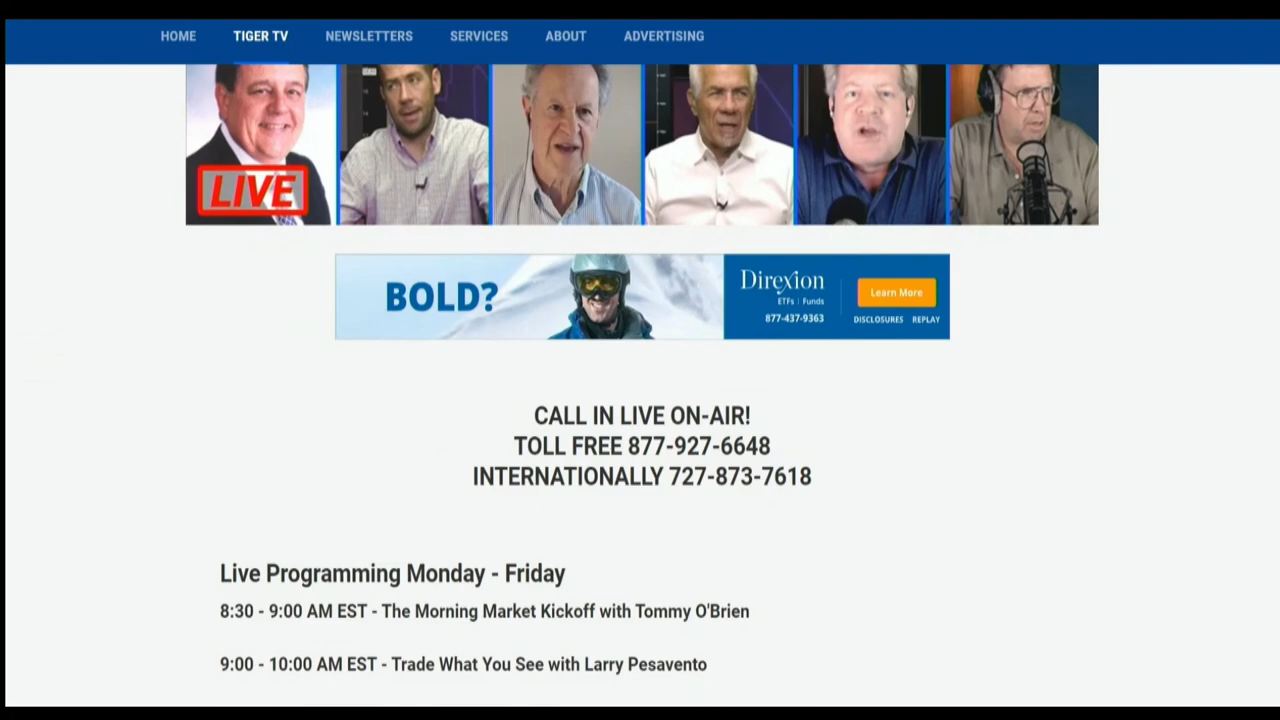 HOME
TIGER TV
NEWSLETTERS
SERVICES
ABOUT
ADVERTISING
LIVE
BOLD?
Direxion
ETFs | Funds
877-437-9363
Learn More
DISCLOSURES REPLAY
CALL IN LIVE ON-AIR!
TOLL FREE 877-927-6648
INTERNATIONALLY 727-873-7618
Live Programming Monday - Friday
8:30 - 9:00 AM EST - The Morning Market Kickoff with Tommy O'Brien
9:00 - 10:00 AM EST - Trade What You See with Larry Pesavento